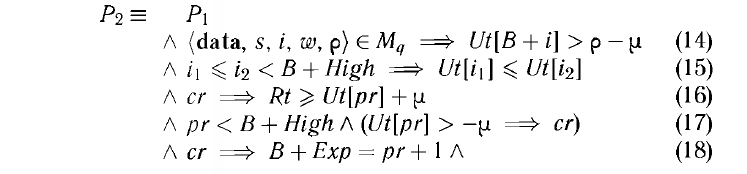 P₂ ≡ P₁
∧ ⟨data, s, i, w, ρ⟩ ∈ M_q ⟹ Ut[B + i] > ρ − μ (14)
∧ i₁ ⩽ i₂ < B + High ⟹ Ut[i₁] ⩽ Ut[i₂] (15)
∧ cr ⟹ Rt ⩾ Ut[pr] + μ (16)
∧ pr < B + High ∧ (Ut[pr] > −μ ⟹ cr) (17)
∧ cr ⟹ B + Exp = pr + 1 ∧ (18)